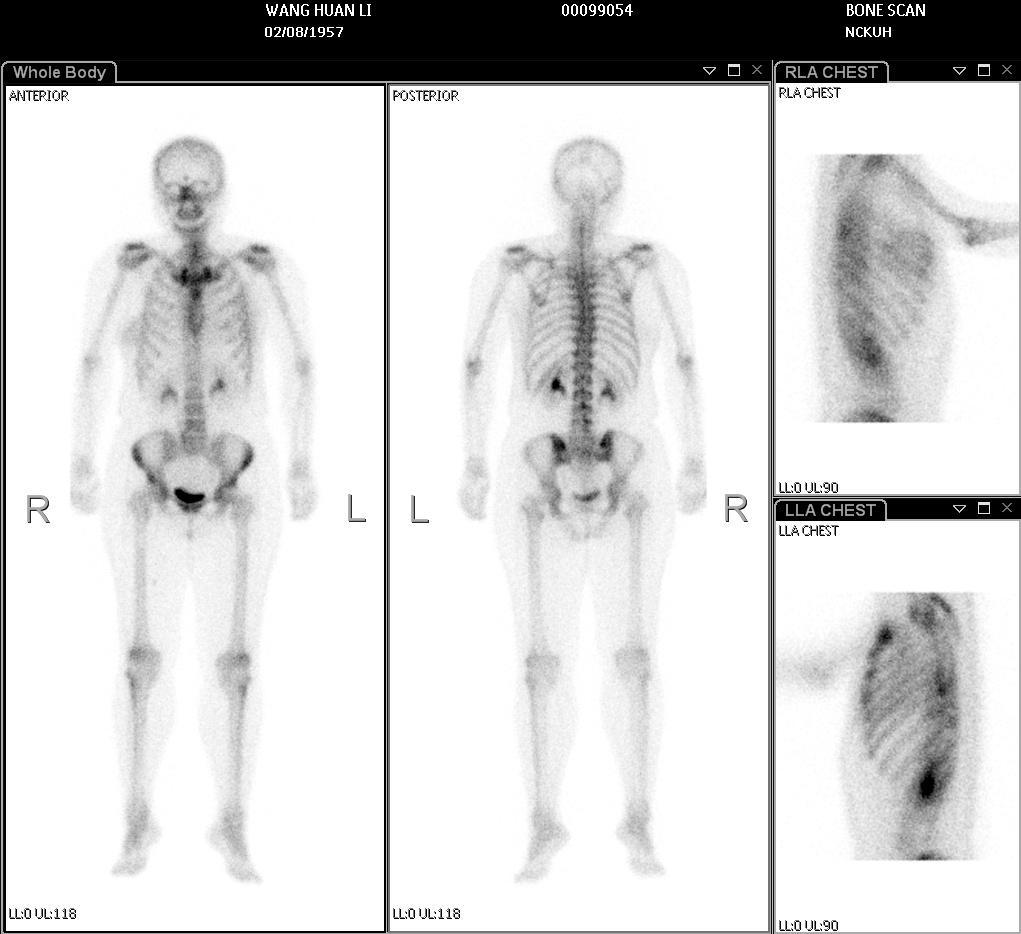 WANG HUAN LI 00099054 BONE SCAN
02/08/1957 NCKUH
Whole Body
ANTERIOR
POSTERIOR
R L L R
LL:0 UL:118
LL:0 UL:118
RLA CHEST
RLA CHEST
LL:0 UL:90
LLA CHEST
LLA CHEST
LL:0 UL:90